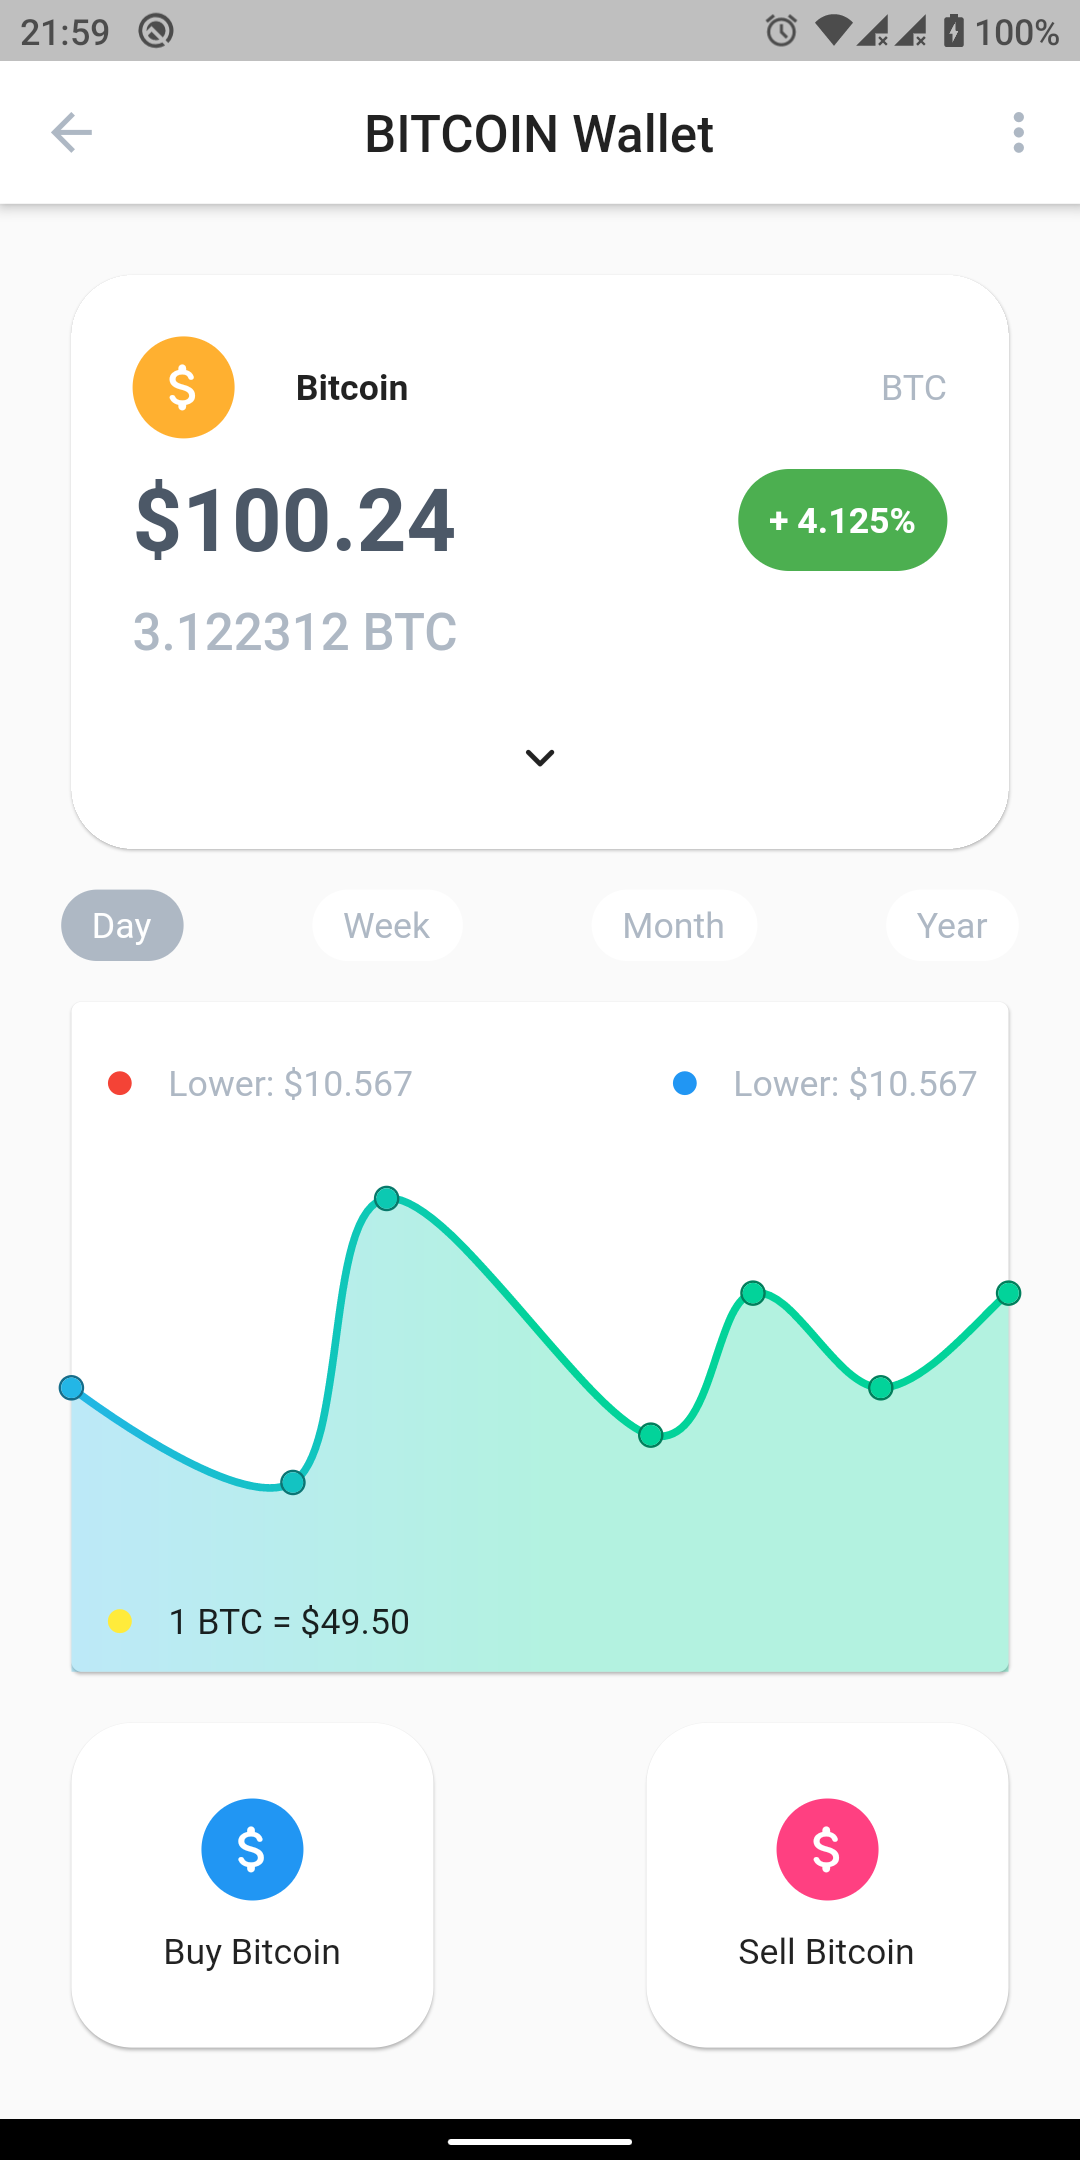 21:59 100%
BITCOIN Wallet
$ Bitcoin BTC
$100.24 + 4.125%
3.122312 BTC
Day Week Month Year
Lower: $10.567 Lower: $10.567
1 BTC = $49.50
$ $
Buy Bitcoin Sell Bitcoin